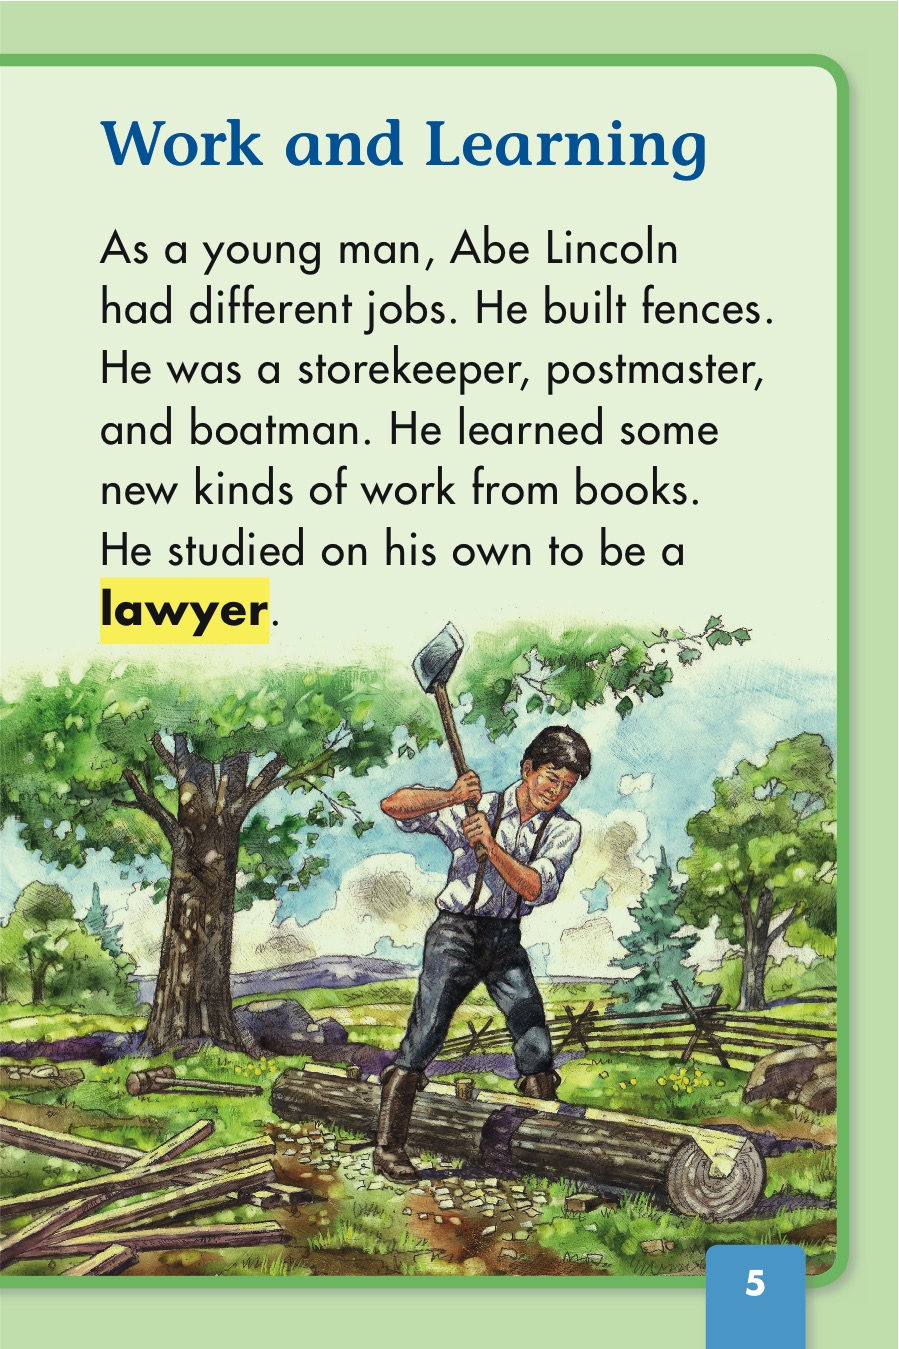 Work and Learning
As a young man, Abe Lincoln
had different jobs. He built fences.
He was a storekeeper, postmaster,
and boatman. He learned some
new kinds of work from books.
He studied on his own to be a
lawyer.
5